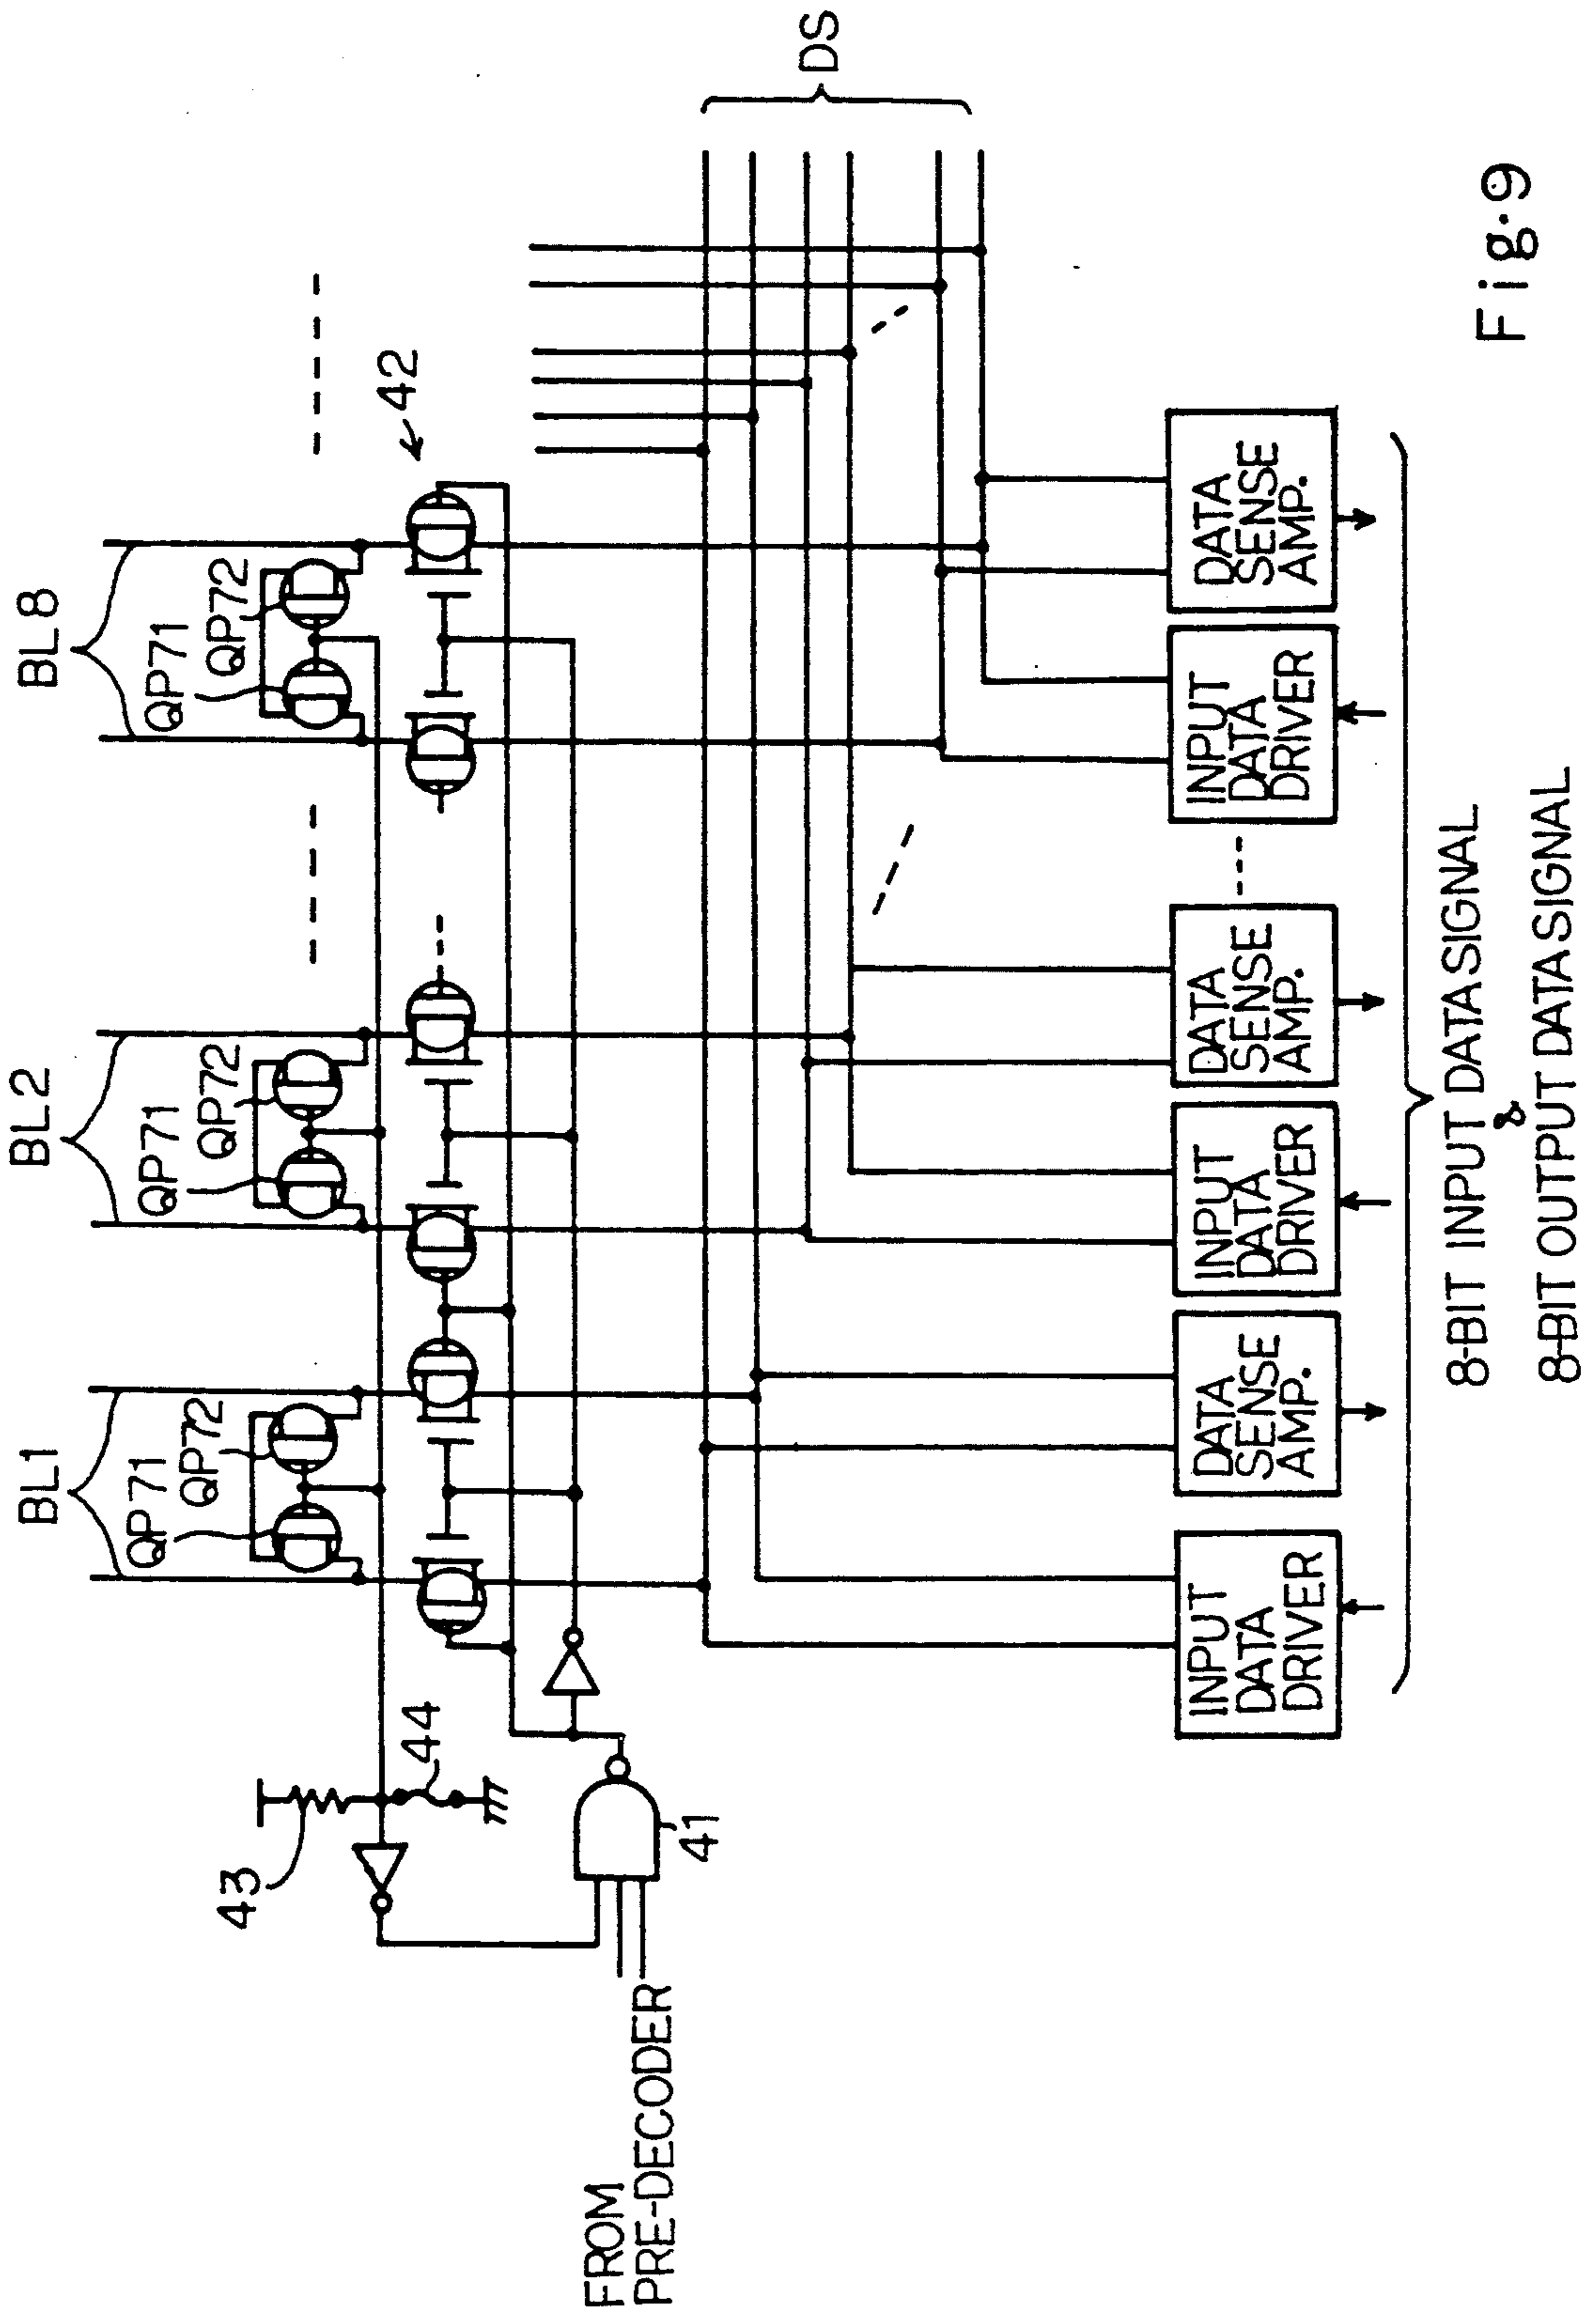 BL1
BL2
BL8
QP71
QP72
QP71
QP72
QP71
QP72
43
44
42
41
FROM
PRE-DECODER
DS
INPUT
DATA
DRIVER
DATA
SENSE
AMP.
INPUT
DATA
DRIVER
DATA
SENSE
AMP.
INPUT
DATA
DRIVER
DATA
SENSE
AMP.
8-BIT INPUT DATA SIGNAL
&
8-BIT OUTPUT DATA SIGNAL
Fig.9